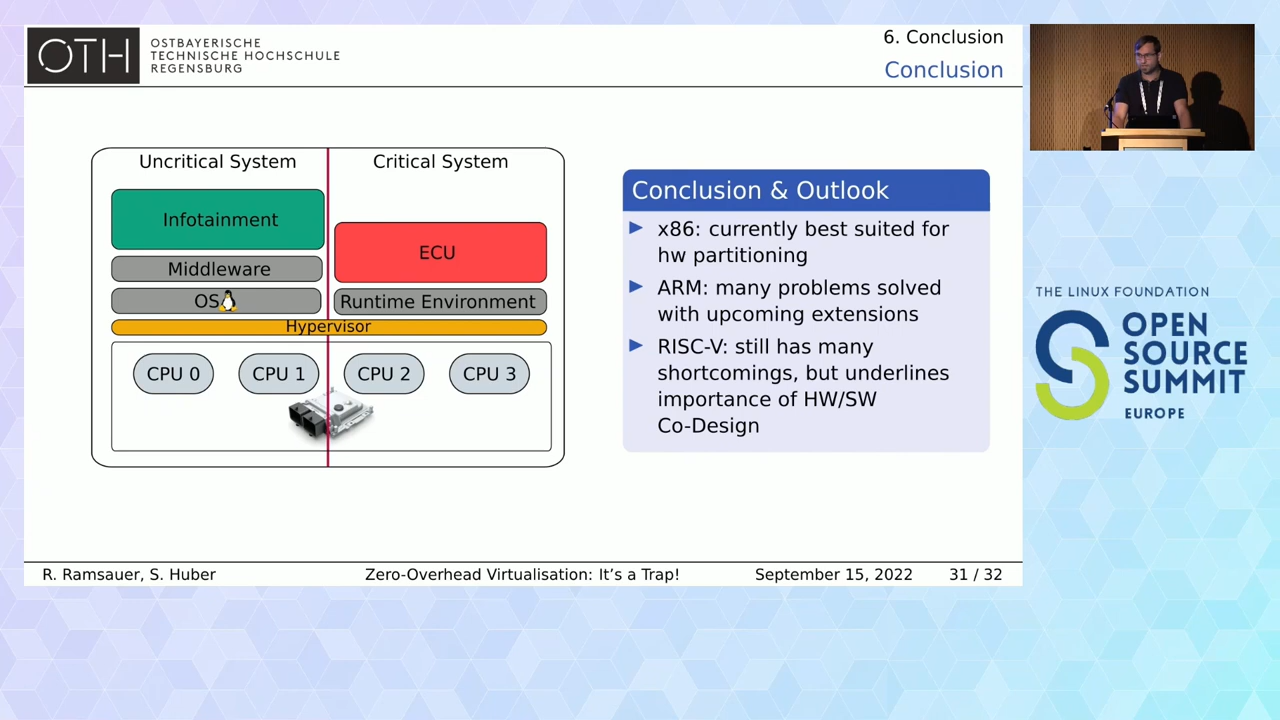 OTH
OSTBAYERISCHE
TECHNISCHE HOCHSCHULE
REGENSBURG
6. Conclusion
Conclusion
Uncritical System
Critical System
Infotainment
ECU
Middleware
OS
Runtime Environment
Hypervisor
CPU 0
CPU 1
CPU 2
CPU 3
Conclusion & Outlook
x86: currently best suited for
hw partitioning
ARM: many problems solved
with upcoming extensions
RISC-V: still has many
shortcomings, but underlines
importance of HW/SW
Co-Design
R. Ramsauer, S. Huber
Zero-Overhead Virtualisation: It’s a Trap!
September 15, 2022
31 / 32
THE LINUX FOUNDATION
OPEN
SOURCE
SUMMIT
EUROPE